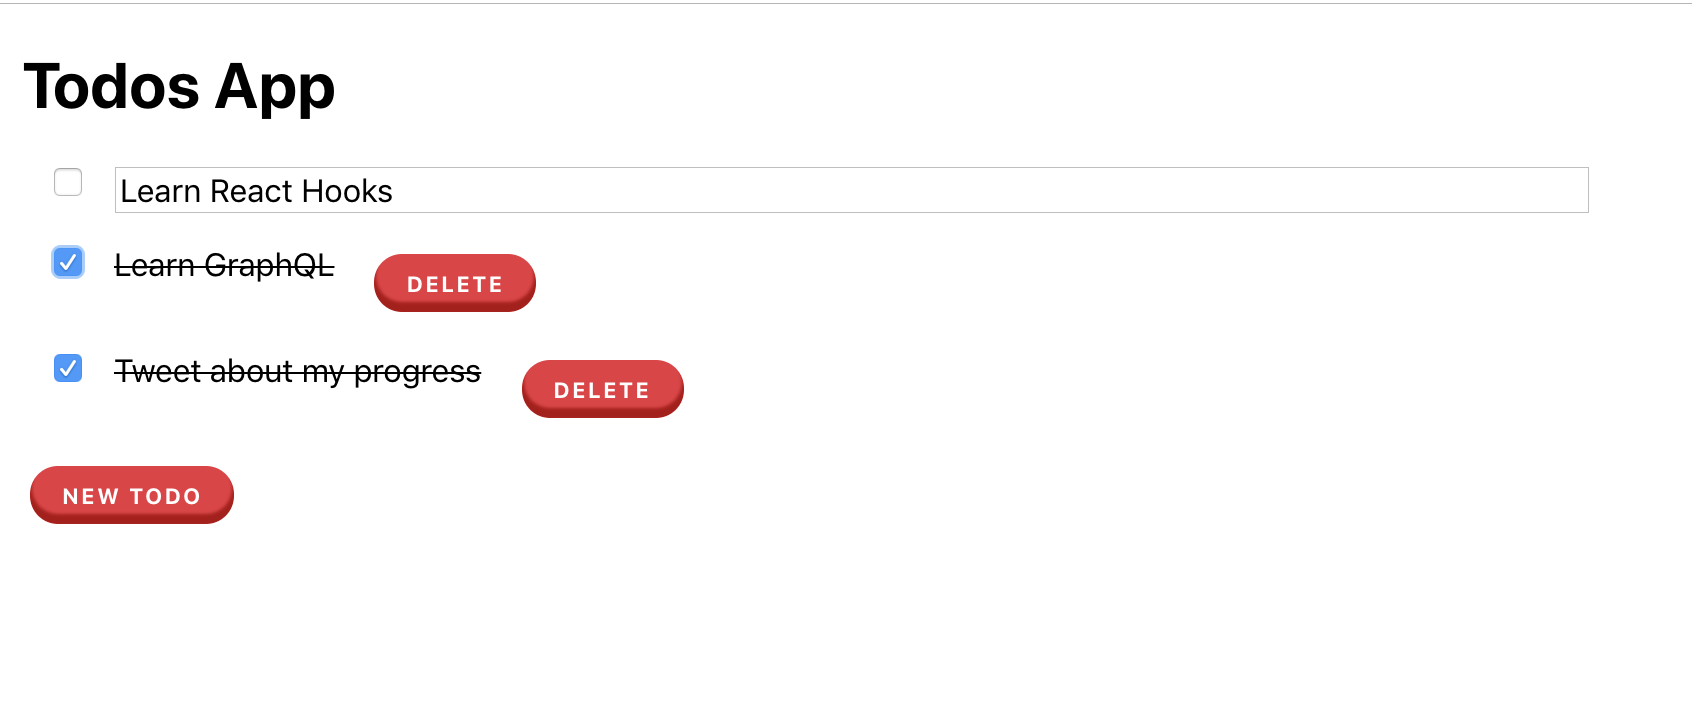 Todos App
Learn React Hooks
Learn GraphQL
DELETE
Tweet about my progress
DELETE
NEW TODO